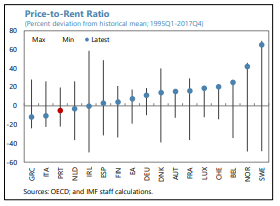 Price-to-Rent Ratio
(Percent deviation from historical mean; 1995Q1-2017Q4)
80
Max Min Latest
60
40
20
0
-20
-40
-60
GRC ITA PRT NLD IRL ESP FIN EA DEU DNK AUT FRA LUX CHE BEL NOR SWE
Sources: OECD; and IMF staff calculations.